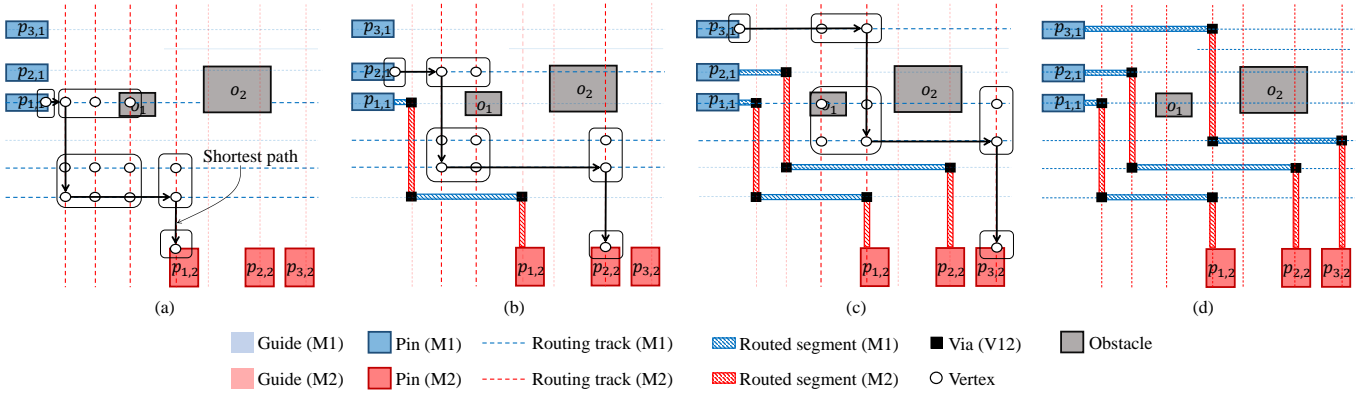 p3,1
p2,1
p1,1
o1
o2
Shortest path
p1,2
p2,2
p3,2
(a)
p3,1
p2,1
p1,1
o1
o2
p1,2
p2,2
p3,2
(b)
p3,1
p2,1
p1,1
o1
o2
p1,2
p2,2
p3,2
(c)
p3,1
p2,1
p1,1
o1
o2
p1,2
p2,2
p3,2
(d)
Guide (M1)
Pin (M1)
Routing track (M1)
Routed segment (M1)
Via (V12)
Obstacle
Guide (M2)
Pin (M2)
Routing track (M2)
Routed segment (M2)
Vertex